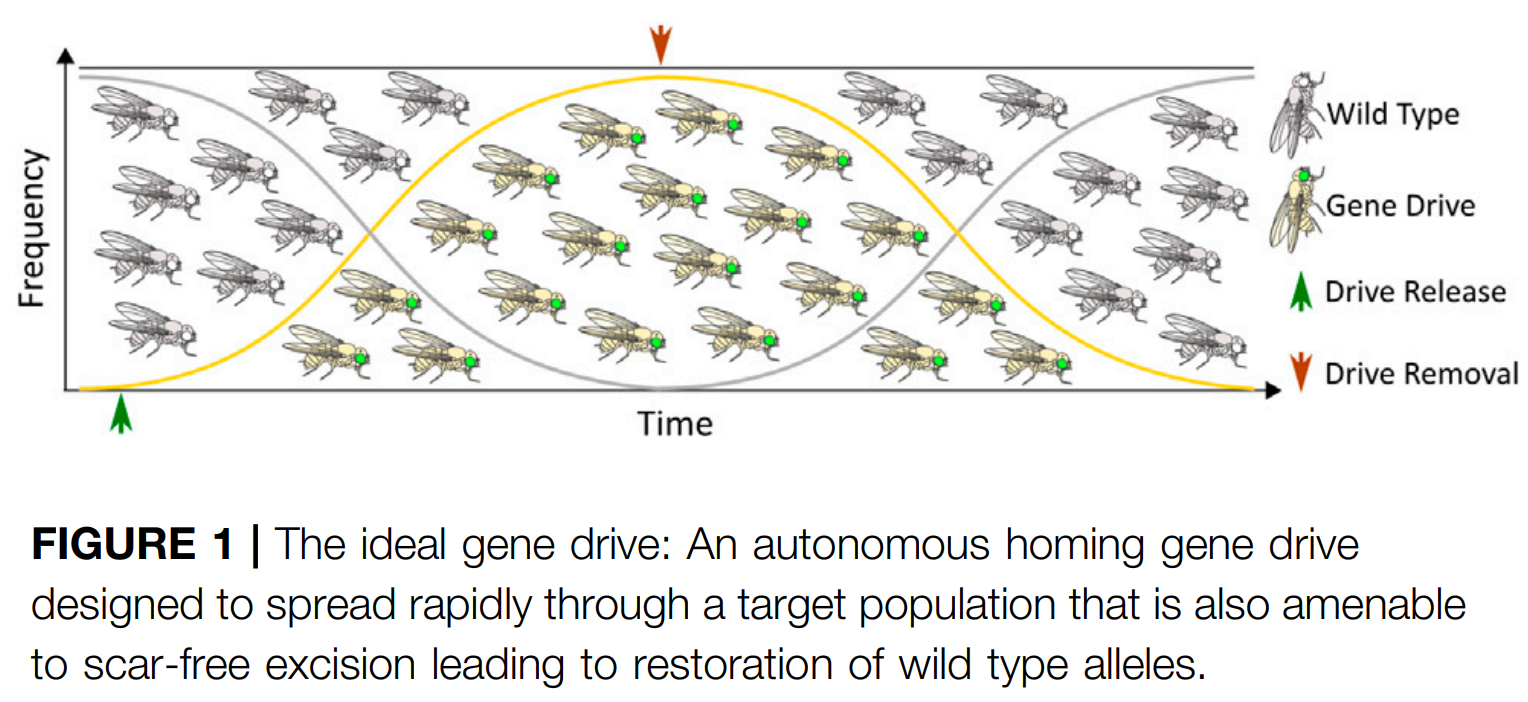 Frequency
Time
Wild Type
Gene Drive
Drive Release
Drive Removal
FIGURE 1 | The ideal gene drive: An autonomous homing gene drive
designed to spread rapidly through a target population that is also amenable
to scar-free excision leading to restoration of wild type alleles.